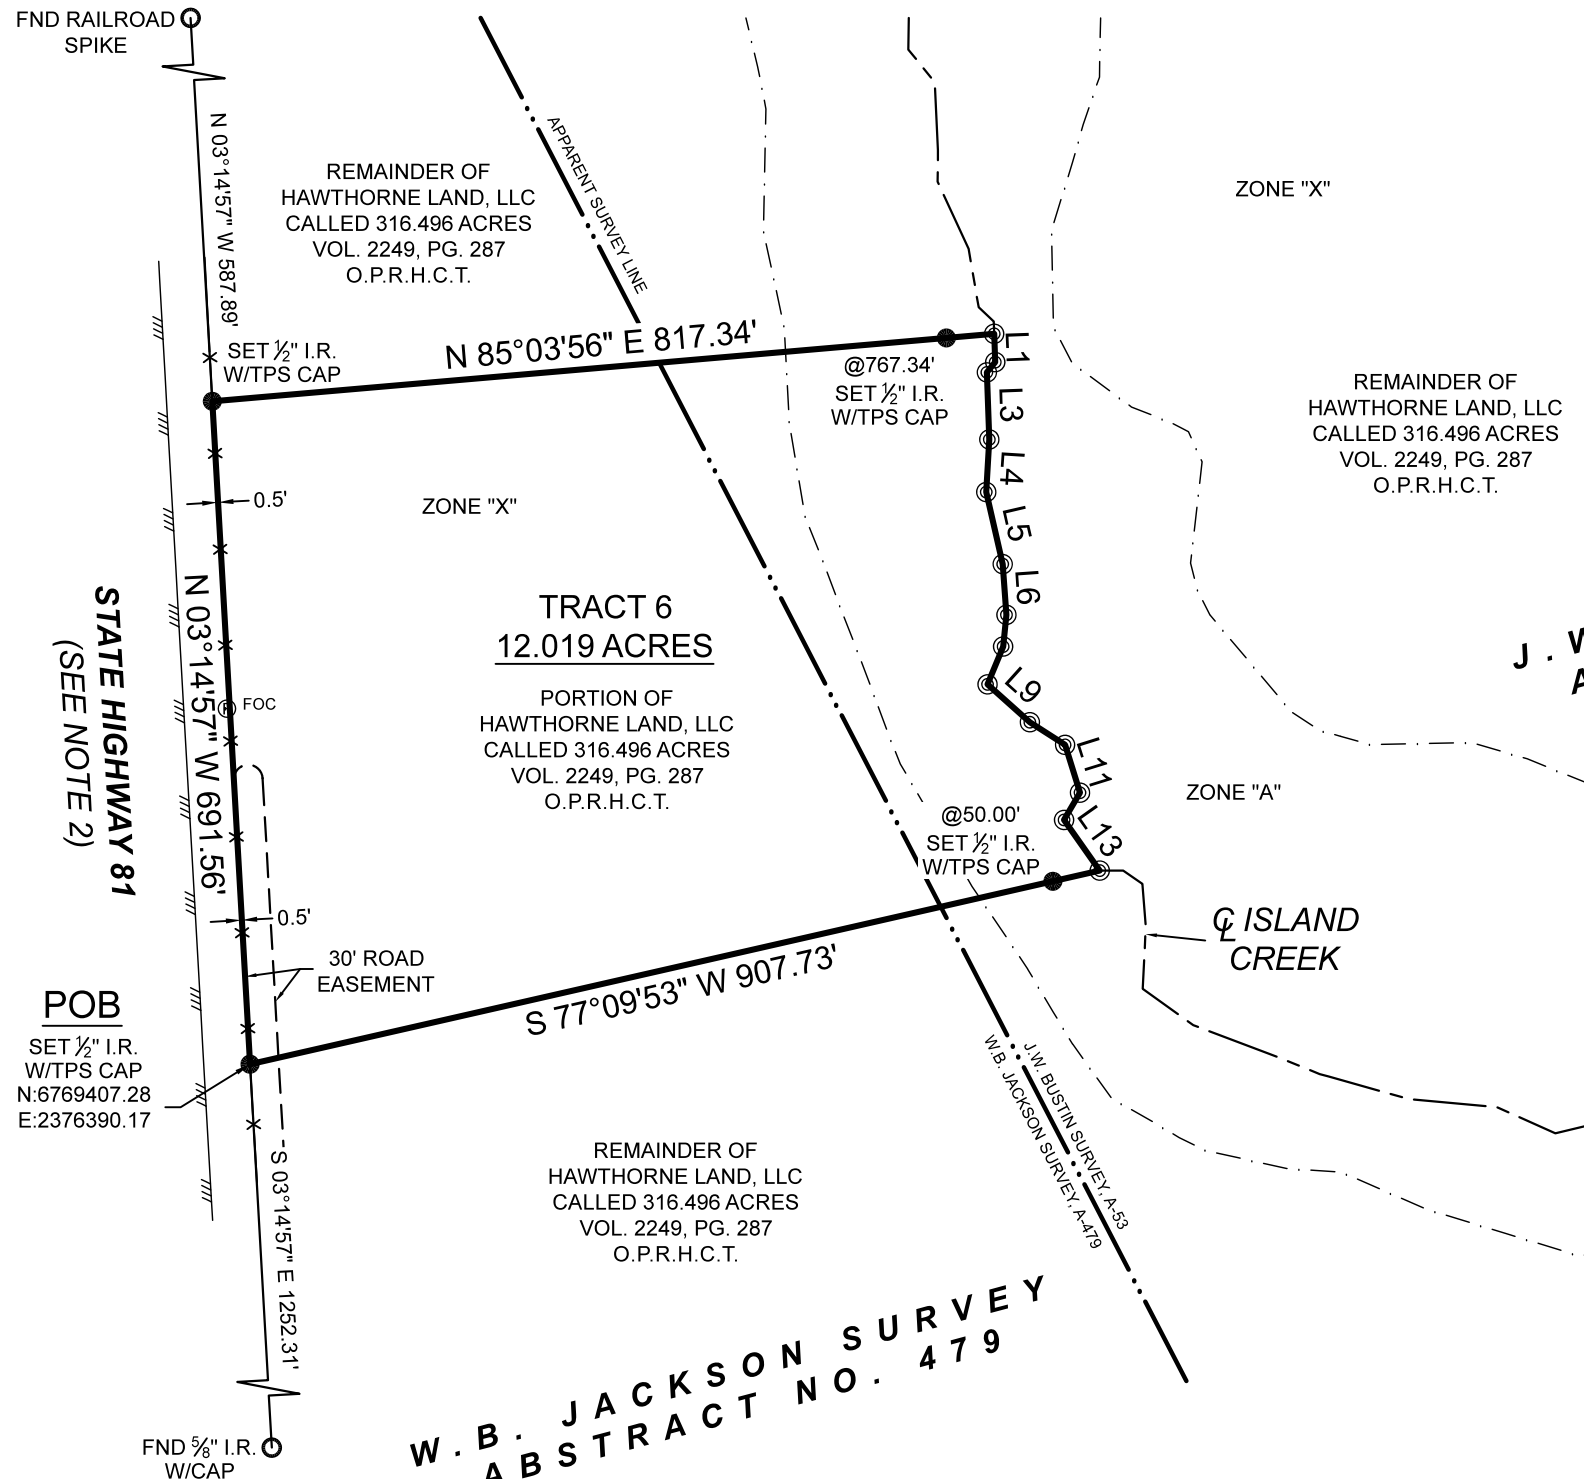 FND RAILROAD
SPIKE
N 03°14'57" W 587.89'
REMAINDER OF
HAWTHORNE LAND, LLC
CALLED 316.496 ACRES
VOL. 2249, PG. 287
O.P.R.H.C.T.
APPARENT SURVEY LINE
ZONE "X"
SET ½" I.R.
W/TPS CAP
N 85°03'56" E 817.34'
@767.34'
SET ½" I.R.
W/TPS CAP
L1
L3
L4
L5
L6
L9
L11
L13
REMAINDER OF
HAWTHORNE LAND, LLC
CALLED 316.496 ACRES
VOL. 2249, PG. 287
O.P.R.H.C.T.
0.5'
ZONE "X"
STATE HIGHWAY 81
(SEE NOTE 2)
N 03°14'57" W 691.56'
FOC
TRACT 6
12.019 ACRES
PORTION OF
HAWTHORNE LAND, LLC
CALLED 316.496 ACRES
VOL. 2249, PG. 287
O.P.R.H.C.T.
J . W
A
ZONE "A"
@50.00'
SET ½" I.R.
W/TPS CAP
0.5'
30' ROAD
EASEMENT
℄ ISLAND
CREEK
S 77°09'53" W 907.73'
POB
SET ½" I.R.
W/TPS CAP
N:6769407.28
E:2376390.17
J.W. BUSTIN SURVEY, A-53
W.B. JACKSON SURVEY, A-479
S 03°14'57" E 1252.31'
REMAINDER OF
HAWTHORNE LAND, LLC
CALLED 316.496 ACRES
VOL. 2249, PG. 287
O.P.R.H.C.T.
W.B. JACKSON SURVEY
ABSTRACT NO. 479
FND ⅝" I.R.
W/CAP